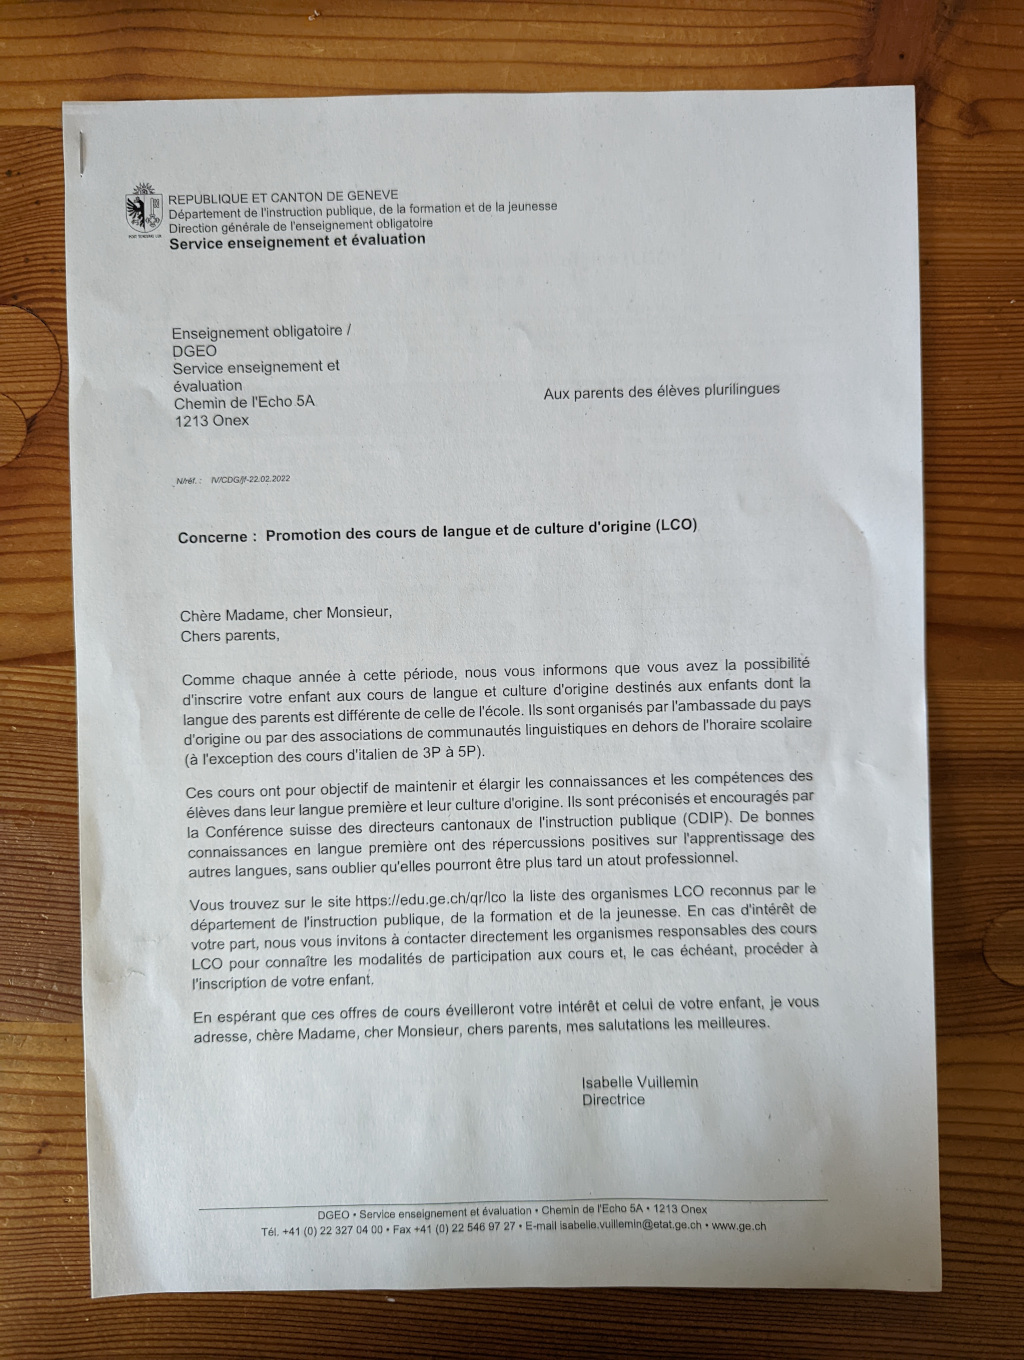 REPUBLIQUE ET CANTON DE GENEVE
Département de l'instruction publique, de la formation et de la jeunesse
Direction générale de l'enseignement obligatoire
Service enseignement et évaluation
Enseignement obligatoire /
DGEO
Service enseignement et
évaluation
Chemin de l'Echo 5A
1213 Onex
Aux parents des élèves plurilingues
N/réf. : IV/CDG/jf-22.02.2022
Concerne : Promotion des cours de langue et de culture d'origine (LCO)
Chère Madame, cher Monsieur,
Chers parents,
Comme chaque année à cette période, nous vous informons que vous avez la possibilité
d'inscrire votre enfant aux cours de langue et culture d'origine destinés aux enfants dont la
langue des parents est différente de celle de l'école. Ils sont organisés par l'ambassade du pays
d'origine ou par des associations de communautés linguistiques en dehors de l'horaire scolaire
(à l'exception des cours d'italien de 3P à 5P).
Ces cours ont pour objectif de maintenir et élargir les connaissances et les compétences des
élèves dans leur langue première et leur culture d'origine. Ils sont préconisés et encouragés par
la Conférence suisse des directeurs cantonaux de l'instruction publique (CDIP). De bonnes
connaissances en langue première ont des répercussions positives sur l'apprentissage des
autres langues, sans oublier qu'elles pourront être plus tard un atout professionnel.
Vous trouvez sur le site https://edu.ge.ch/qr/lco la liste des organismes LCO reconnus par le
département de l'instruction publique, de la formation et de la jeunesse. En cas d'intérêt de
votre part, nous vous invitons à contacter directement les organismes responsables des cours
LCO pour connaître les modalités de participation aux cours et, le cas échéant, procéder à
l'inscription de votre enfant.
En espérant que ces offres de cours éveilleront votre intérêt et celui de votre enfant, je vous
adresse, chère Madame, cher Monsieur, chers parents, mes salutations les meilleures.
Isabelle Vuillemin
Directrice
DGEO • Service enseignement et évaluation • Chemin de l'Echo 5A • 1213 Onex
Tél. +41 (0) 22 327 04 00 • Fax +41 (0) 22 546 97 27 • E-mail isabelle.vuillemin@etat.ge.ch • www.ge.ch